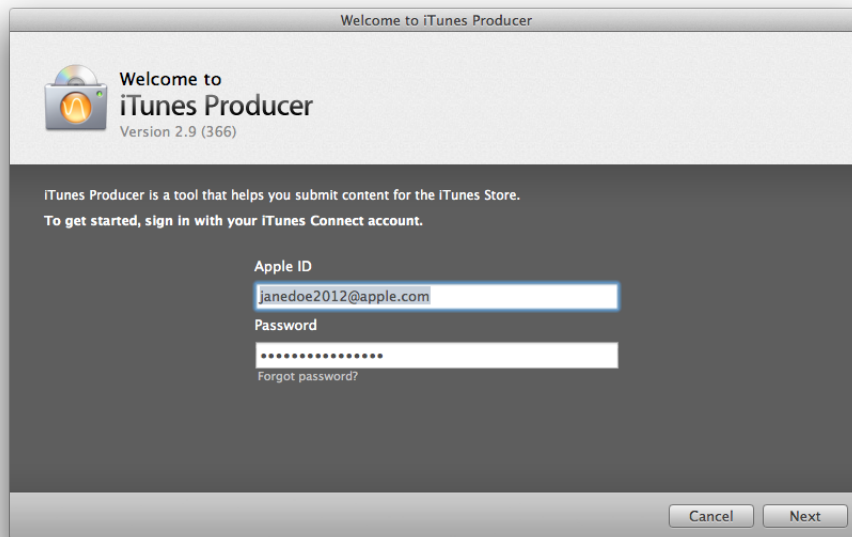 Welcome to iTunes Producer
Welcome to
iTunes Producer
Version 2.9 (366)
iTunes Producer is a tool that helps you submit content for the iTunes Store.
To get started, sign in with your iTunes Connect account.
Apple ID
janedoe2012@apple.com
Password
••••••••••••••••
Forgot password?
Cancel Next